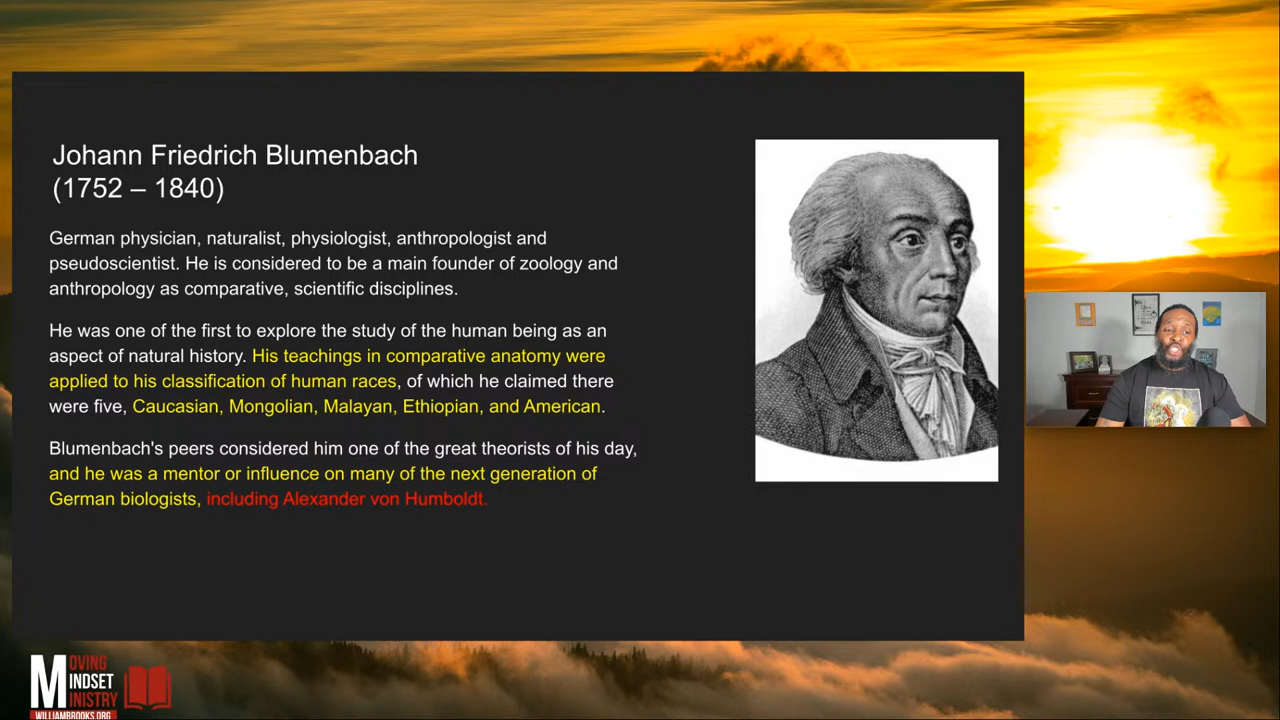 Johann Friedrich Blumenbach
(1752 – 1840)
German physician, naturalist, physiologist, anthropologist and
pseudoscientist. He is considered to be a main founder of zoology and
anthropology as comparative, scientific disciplines.
He was one of the first to explore the study of the human being as an
aspect of natural history. His teachings in comparative anatomy were
applied to his classification of human races, of which he claimed there
were five, Caucasian, Mongolian, Malayan, Ethiopian, and American.
Blumenbach's peers considered him one of the great theorists of his day,
and he was a mentor or influence on many of the next generation of
German biologists, including Alexander von Humboldt.
MOVING
MINDSET
MINISTRY
WILLIAMBROOKS.ORG